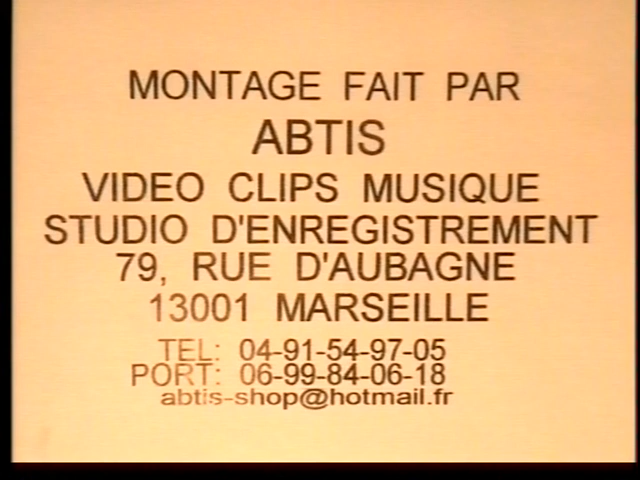 MONTAGE FAIT PAR
ABTIS
VIDEO CLIPS MUSIQUE
STUDIO D'ENREGISTREMENT
79, RUE D'AUBAGNE
13001 MARSEILLE
TEL: 04-91-54-97-05
PORT: 06-99-84-06-18
abtis-shop@hotmail.fr